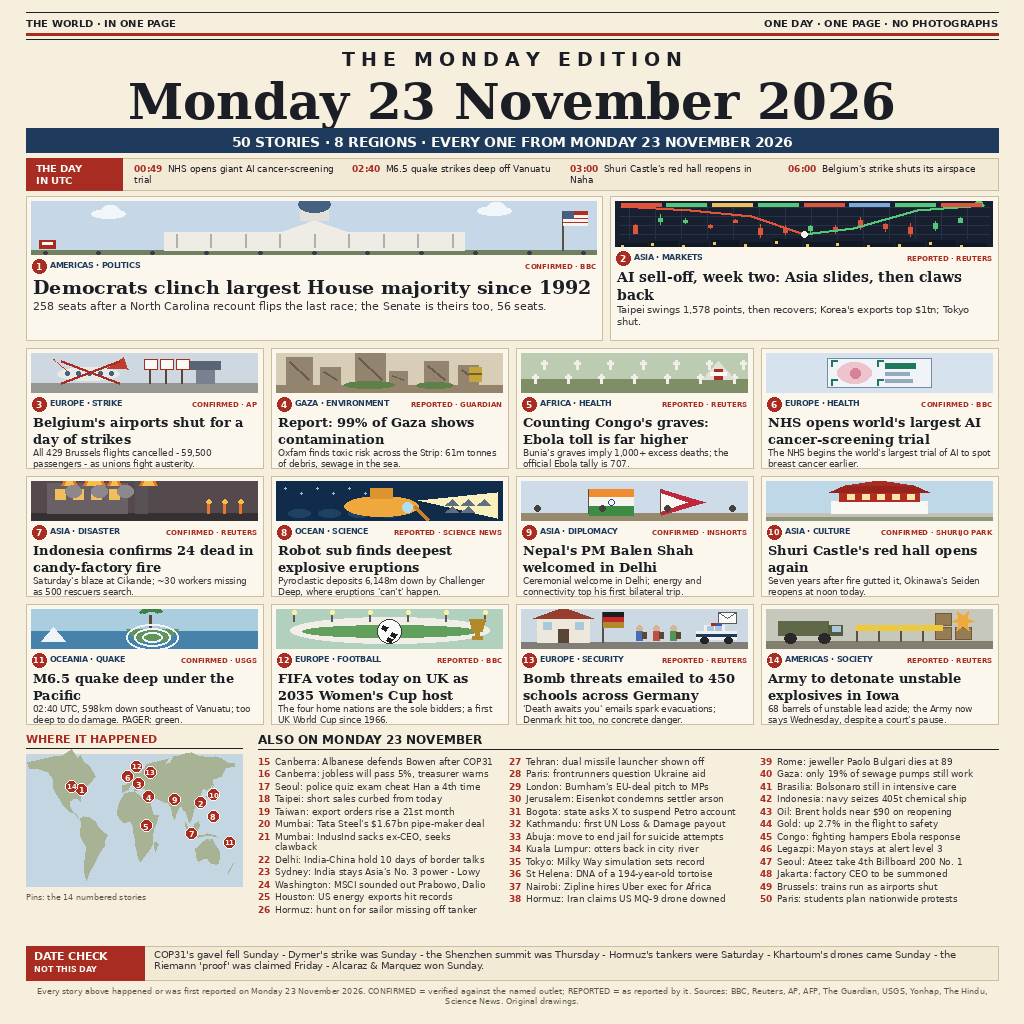 THE WORLD · IN ONE PAGE
ONE DAY · ONE PAGE · NO PHOTOGRAPHS
THE MONDAY EDITION
Monday 23 November 2026
50 STORIES · 8 REGIONS · EVERY ONE FROM MONDAY 23 NOVEMBER 2026
THE DAY
IN UTC
00:49 NHS opens giant AI cancer-screening
trial
02:40 M6.5 quake strikes deep off Vanuatu
03:00 Shuri Castle's red hall reopens in
Naha
06:00 Belgium's strike shuts its airspace
1 AMERICAS · POLITICS
CONFIRMED · BBC
Democrats clinch largest House majority since 1992
258 seats after a North Carolina recount flips the last race; the Senate is theirs too, 56 seats.
2 ASIA · MARKETS
REPORTED · REUTERS
AI sell-off, week two: Asia slides, then claws
back
Taipei swings 1,578 points, then recovers; Korea's exports top $1tn; Tokyo
shut.
3 EUROPE · STRIKE
CONFIRMED · AP
Belgium's airports shut for a
day of strikes
All 429 Brussels flights cancelled - 59,500
passengers - as unions fight austerity.
4 GAZA · ENVIRONMENT
REPORTED · GUARDIAN
Report: 99% of Gaza shows
contamination
Oxfam finds toxic risk across the Strip: 61m tonnes
of debris, sewage in the sea.
5 AFRICA · HEALTH
REPORTED · REUTERS
Counting Congo's graves:
Ebola toll is far higher
Bunia's graves imply 1,000+ excess deaths; the
official Ebola tally is 707.
6 EUROPE · HEALTH
CONFIRMED · BBC
NHS opens world's largest AI
cancer-screening trial
The NHS begins the world's largest trial of AI to spot
breast cancer earlier.
7 ASIA · DISASTER
CONFIRMED · REUTERS
Indonesia confirms 24 dead in
candy-factory fire
Saturday's blaze at Cikande; ~30 workers missing
as 500 rescuers search.
8 OCEAN · SCIENCE
REPORTED · SCIENCE NEWS
Robot sub finds deepest
explosive eruptions
Pyroclastic deposits 6,148m down by Challenger
Deep, where eruptions 'can't' happen.
9 ASIA · DIPLOMACY
CONFIRMED · INSHORTS
Nepal's PM Balen Shah
welcomed in Delhi
Ceremonial welcome in Delhi; energy and
connectivity top his first bilateral trip.
10 ASIA · CULTURE
CONFIRMED · SHURIJO PARK
Shuri Castle's red hall opens
again
Seven years after fire gutted it, Okinawa's Seiden
reopens at noon today.
11 OCEANIA · QUAKE
CONFIRMED · USGS
M6.5 quake deep under the
Pacific
02:40 UTC, 598km down southeast of Vanuatu; too
deep to do damage. PAGER: green.
12 EUROPE · FOOTBALL
REPORTED · BBC
FIFA votes today on UK as
2035 Women's Cup host
The four home nations are the sole bidders; a first
UK World Cup since 1966.
13 EUROPE · SECURITY
REPORTED · REUTERS
Bomb threats emailed to 450
schools across Germany
'Death awaits you' emails spark evacuations;
Denmark hit too, no concrete danger.
14 AMERICAS · SOCIETY
REPORTED · REUTERS
Army to detonate unstable
explosives in Iowa
68 barrels of unstable lead azide; the Army now
says Wednesday, despite a court's pause.
WHERE IT HAPPENED
12
13
6
3
14
1
4
9
2
10
8
5
7
11
Pins: the 14 numbered stories
ALSO ON MONDAY 23 NOVEMBER
15 Canberra: Albanese defends Bowen after COP31
16 Canberra: jobless will pass 5%, treasurer warns
17 Seoul: police quiz exam cheat Han a 4th time
18 Taipei: short sales curbed from today
19 Taiwan: export orders rise a 21st month
20 Mumbai: Tata Steel's $1.67bn pipe-maker deal
21 Mumbai: IndusInd sacks ex-CEO, seeks
clawback
22 Delhi: India-China hold 10 days of border talks
23 Sydney: India stays Asia's No. 3 power - Lowy
24 Washington: MSCI sounded out Prabowo, Dalio
25 Houston: US energy exports hit records
26 Hormuz: hunt on for sailor missing off tanker
27 Tehran: dual missile launcher shown off
28 Paris: frontrunners question Ukraine aid
29 London: Burnham's EU-deal pitch to MPs
30 Jerusalem: Eisenkot condemns settler arson
31 Bogota: state asks X to suspend Petro account
32 Kathmandu: first UN Loss & Damage payout
33 Abuja: move to end jail for suicide attempts
34 Kuala Lumpur: otters back in city river
35 Tokyo: Milky Way simulation sets record
36 St Helena: DNA of a 194-year-old tortoise
37 Nairobi: Zipline hires Uber exec for Africa
38 Hormuz: Iran claims US MQ-9 drone downed
39 Rome: jeweller Paolo Bulgari dies at 89
40 Gaza: only 19% of sewage pumps still work
41 Brasilia: Bolsonaro still in intensive care
42 Indonesia: navy seizes 405t chemical ship
43 Oil: Brent holds near $90 on reopening
44 Gold: up 2.7% in the flight to safety
45 Congo: fighting hampers Ebola response
46 Legazpi: Mayon stays at alert level 3
47 Seoul: Ateez take 4th Billboard 200 No. 1
48 Jakarta: factory CEO to be summoned
49 Brussels: trains run as airports shut
50 Paris: students plan nationwide protests
DATE CHECK
NOT THIS DAY
COP31's gavel fell Sunday - Dymer's strike was Sunday - the Shenzhen summit was Thursday - Hormuz's tankers were Saturday - Khartoum's drones came Sunday - the
Riemann 'proof' was claimed Friday - Alcaraz & Marquez won Sunday.
Every story above happened or was first reported on Monday 23 November 2026. CONFIRMED = verified against the named outlet; REPORTED = as reported by it. Sources: BBC, Reuters, AP, AFP, The Guardian, USGS, Yonhap, The Hindu,
Science News. Original drawings.